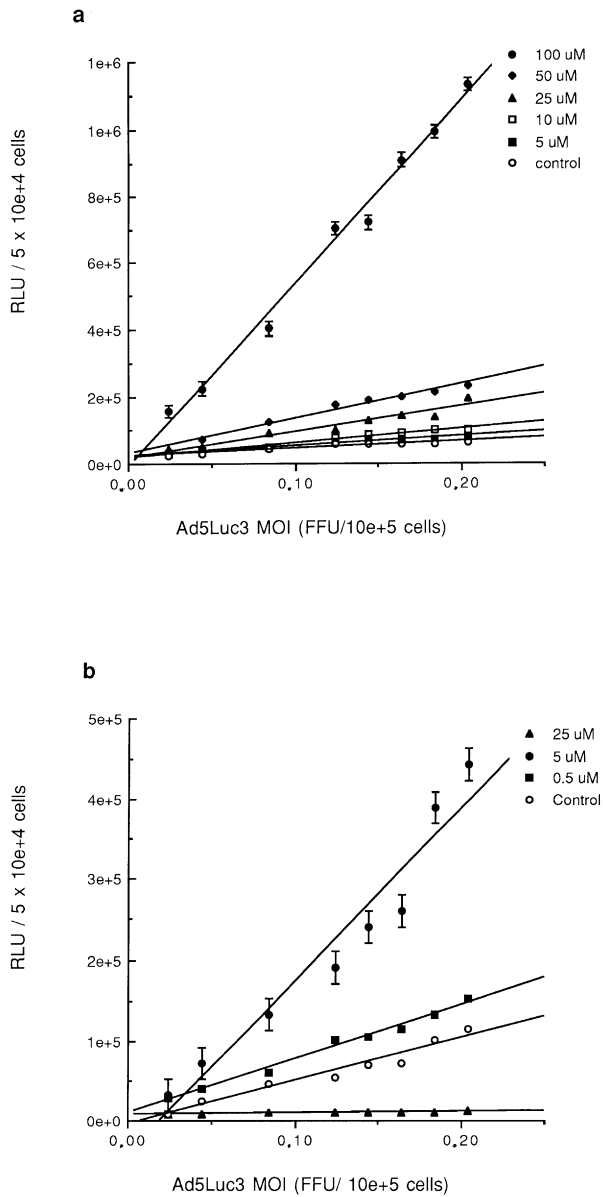 a
1e+6
1e+6
8e+5
6e+5
4e+5
2e+5
0e+0
0.00
0.10
0.20
RLU / 5 x 10e+4 cells
Ad5Luc3 MOI (FFU/10e+5 cells)
100 uM
50 uM
25 uM
10 uM
5 uM
control
b
5e+5
4e+5
3e+5
2e+5
1e+5
0e+0
0.00
0.10
0.20
RLU / 5 x 10e+4 cells
Ad5Luc3 MOI (FFU/ 10e+5 cells)
25 uM
5 uM
0.5 uM
Control